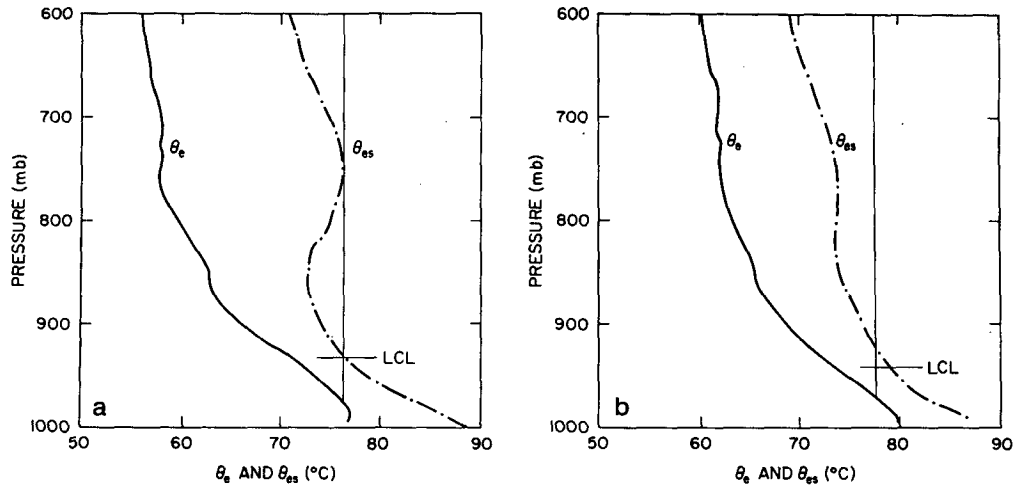 600
700
800
900
1000
PRESSURE (mb)
50 60 70 80 90
θe AND θes (°C)
θe
θes
LCL
a
600
700
800
900
1000
PRESSURE (mb)
50 60 70 80 90
θe AND θes (°C)
θe
θes
LCL
b